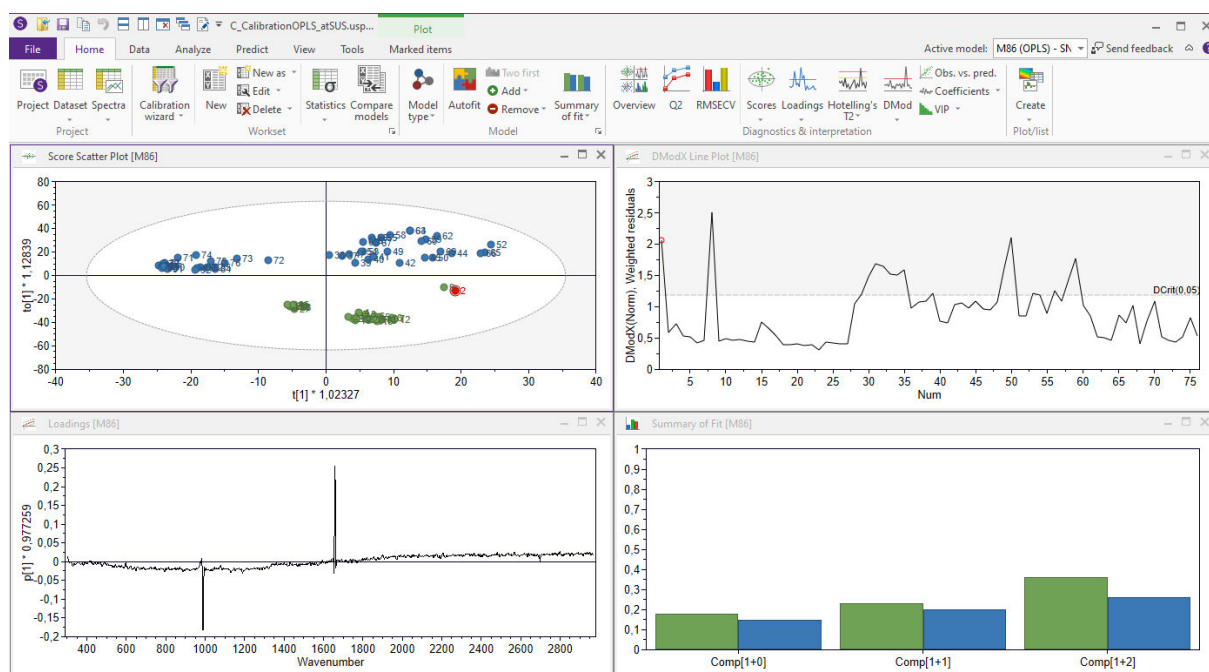 C_CalibrationOPLS_atSUS.usp...
Plot
File Home Data Analyze Predict View Tools Marked items
Active model: M86 (OPLS) - SN Send feedback
Project Dataset Spectra
Project
Calibration wizard
New
New as
Edit
Delete
Workset
Statistics Compare models
Model type
Autofit
Two first
Add
Remove
Summary of fit
Model
Overview Q2 RMSECV
Scores Loadings Hotelling's T2 DMod
Obs. vs. pred.
Coefficients
VIP
Diagnostics & interpretation
Create
Plot/list
Score Scatter Plot [M86]
80
60
40
20
0
-20
-40
-60
-80
to[1] * 1,12839
-40 -30 -20 -10 0 10 20 30 40
t[1] * 1,02327
71 74 73 72
58 64 62 52 49 44 42
DModX Line Plot [M86]
3
2,5
2
1,5
1
0,5
0
DModX(Norm), Weighted residuals
DCrit(0,05)
5 10 15 20 25 30 35 40 45 50 55 60 65 70 75
Num
Loadings [M86]
0,3
0,25
0,2
0,15
0,1
0,05
0
-0,05
-0,1
-0,15
-0,2
p[1] * 0,977259
400 600 800 1000 1200 1400 1600 1800 2000 2200 2400 2600 2800
Wavenumber
Summary of Fit [M86]
1
0,9
0,8
0,7
0,6
0,5
0,4
0,3
0,2
0,1
0
Comp[1+0] Comp[1+1] Comp[1+2]